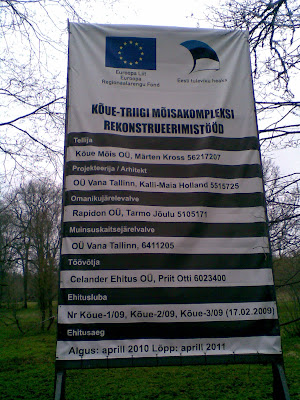 Euroopa Liit
Euroopa
Regionaalarengu Fond
Eesti tuleviku heaks
KÕUE-TRIIGI MÕISAKOMPLEKSI
REKONSTRUEERIMISTÖÖD
Tellija
Kõue Mõis OÜ, Märten Kross 56217207
Projekteerija / Arhitekt
OÜ Vana Tallinn, Kalli-Maia Holland 5515725
Omanikujärelevalve
Rapidon OÜ, Tarmo Jõulu 5105171
Muinsuskaitsejärelvalve
OÜ Vana Tallinn, 6411205
Töövõtja
Celander Ehitus OÜ, Priit Otti 6023400
Ehitusluba
Nr Kõue-1/09, Kõue-2/09, Kõue-3/09 (17.02.2009)
Ehitusaeg
Algus: aprill 2010 Lõpp: aprill 2011